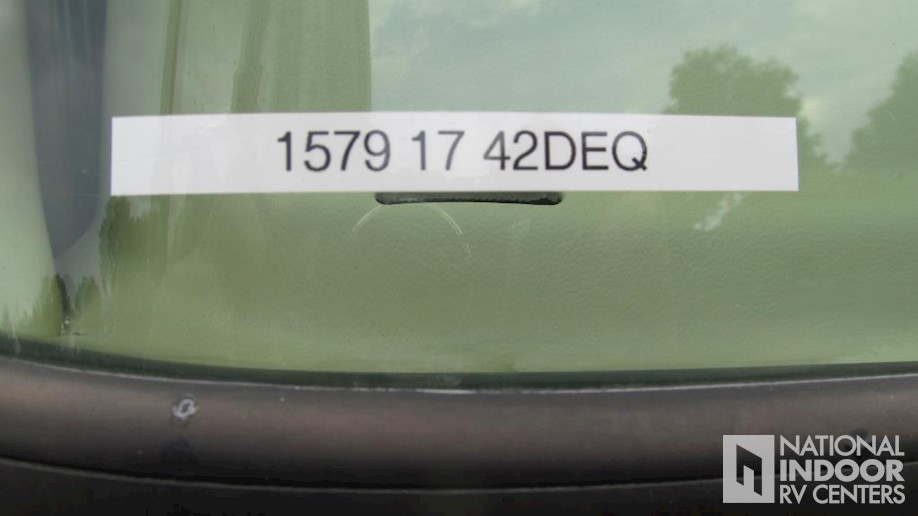 1579 17 42DEQ
NATIONAL
INDOOR
RV CENTERS